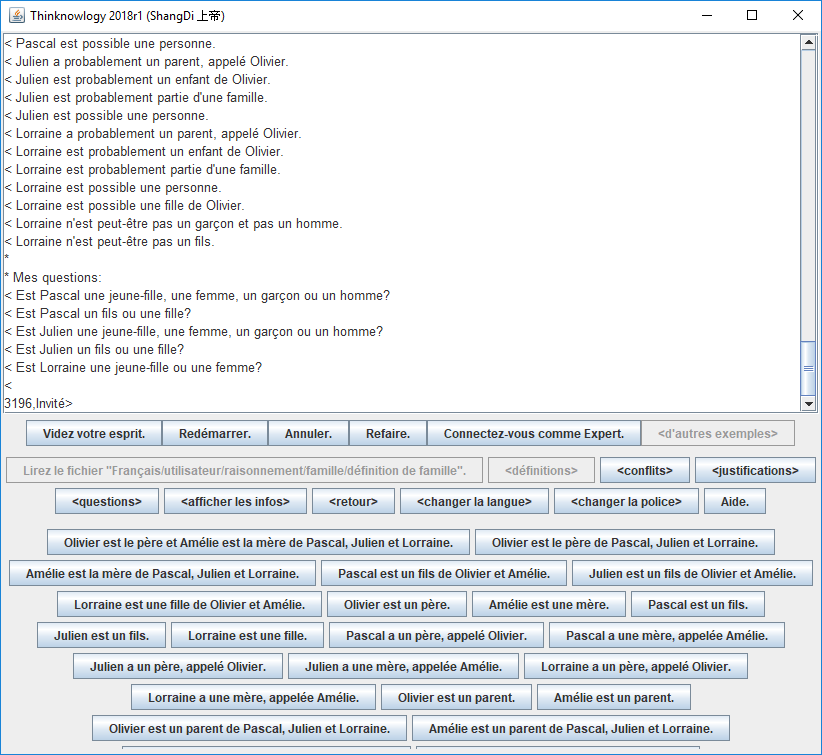 Thinknowlogy 2018r1 (ShangDi 上帝)
< Pascal est possible une personne.
< Julien a probablement un parent, appelé Olivier.
< Julien est probablement un enfant de Olivier.
< Julien est probablement partie d'une famille.
< Julien est possible une personne.
< Lorraine a probablement un parent, appelé Olivier.
< Lorraine est probablement un enfant de Olivier.
< Lorraine est probablement partie d'une famille.
< Lorraine est possible une personne.
< Lorraine est possible une fille de Olivier.
< Lorraine n'est peut-être pas un garçon et pas un homme.
< Lorraine n'est peut-être pas un fils.
*
* Mes questions:
< Est Pascal une jeune-fille, une femme, un garçon ou un homme?
< Est Pascal un fils ou une fille?
< Est Julien une jeune-fille, une femme, un garçon ou un homme?
< Est Julien un fils ou une fille?
< Est Lorraine une jeune-fille ou une femme?
<
3196,Invité>
Videz votre esprit. Redémarrer. Annuler. Refaire. Connectez-vous comme Expert. <d'autres exemples>
Lirez le fichier "Français/utilisateur/raisonnement/famille/définition de famille". <définitions> <conflits> <justifications>
<questions> <afficher les infos> <retour> <changer la langue> <changer la police> Aide.
Olivier est le père et Amélie est la mère de Pascal, Julien et Lorraine. Olivier est le père de Pascal, Julien et Lorraine.
Amélie est la mère de Pascal, Julien et Lorraine. Pascal est un fils de Olivier et Amélie. Julien est un fils de Olivier et Amélie.
Lorraine est une fille de Olivier et Amélie. Olivier est un père. Amélie est une mère. Pascal est un fils.
Julien est un fils. Lorraine est une fille. Pascal a un père, appelé Olivier. Pascal a une mère, appelée Amélie.
Julien a un père, appelé Olivier. Julien a une mère, appelée Amélie. Lorraine a un père, appelé Olivier.
Lorraine a une mère, appelée Amélie. Olivier est un parent. Amélie est un parent.
Olivier est un parent de Pascal, Julien et Lorraine. Amélie est un parent de Pascal, Julien et Lorraine.